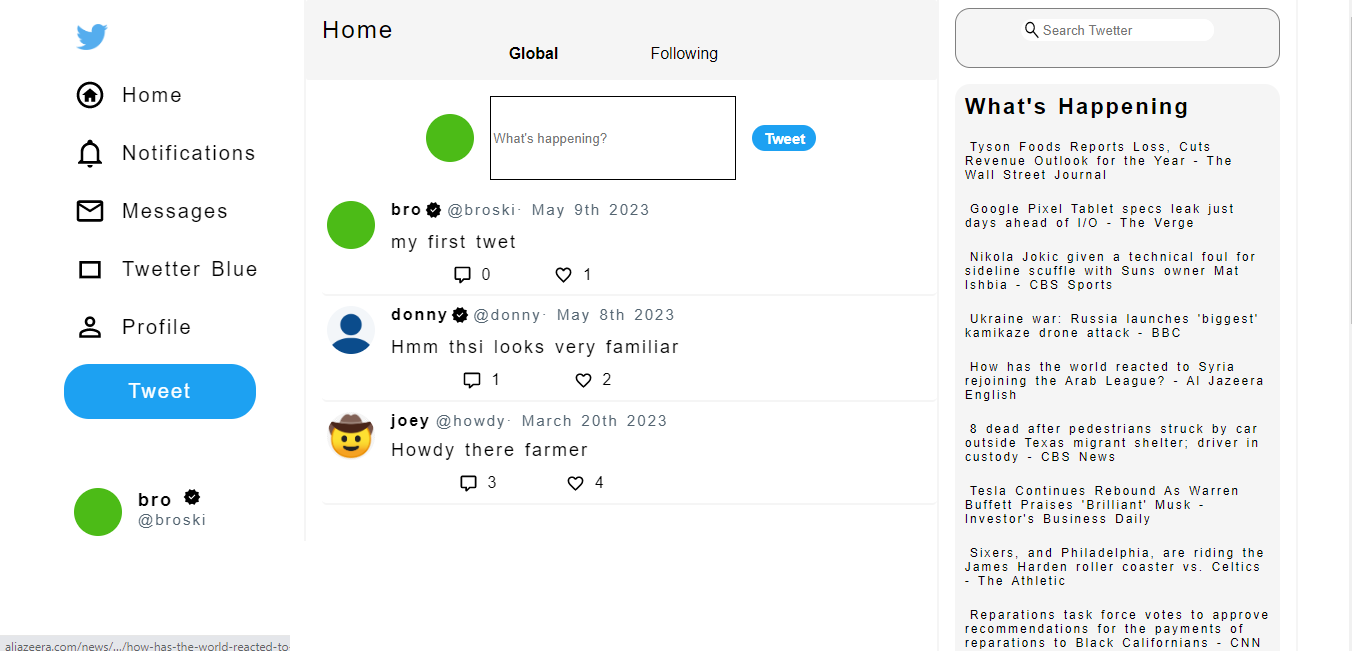 Home
Notifications
Messages
Twetter Blue
Profile
Tweet
bro
@broski
Home
Global
Following
What's happening?
Tweet
bro @broski· May 9th 2023
my first twet
0 1
donny @donny· May 8th 2023
Hmm thsi looks very familiar
1 2
joey @howdy· March 20th 2023
Howdy there farmer
3 4
Search Twetter
What's Happening
Tyson Foods Reports Loss, Cuts
Revenue Outlook for the Year - The
Wall Street Journal
Google Pixel Tablet specs leak just
days ahead of I/O - The Verge
Nikola Jokic given a technical foul for
sideline scuffle with Suns owner Mat
Ishbia - CBS Sports
Ukraine war: Russia launches 'biggest'
kamikaze drone attack - BBC
How has the world reacted to Syria
rejoining the Arab League? - Al Jazeera
English
8 dead after pedestrians struck by car
outside Texas migrant shelter; driver in
custody - CBS News
Tesla Continues Rebound As Warren
Buffett Praises 'Brilliant' Musk -
Investor's Business Daily
Sixers, and Philadelphia, are riding the
James Harden roller coaster vs. Celtics
- The Athletic
Reparations task force votes to approve
recommendations for the payments of
reparations to Black Californians - CNN
aljazeera.com/news/.../how-has-the-world-reacted-to